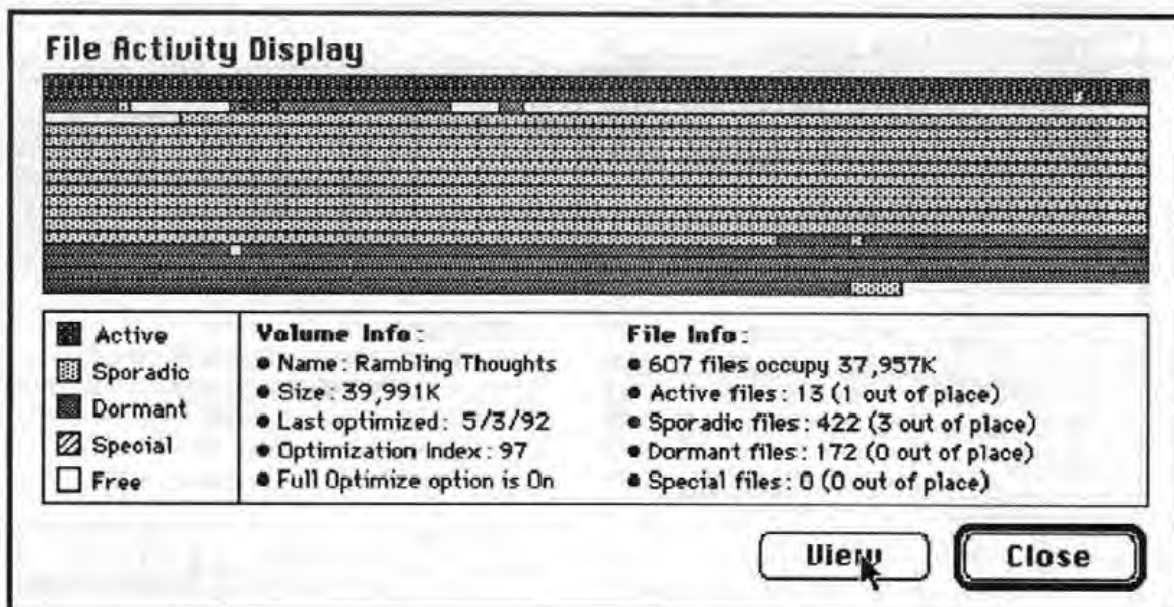 File Activity Display
Active
Sporadic
Dormant
Special
Free
Volume Info:
● Name: Rambling Thoughts
● Size: 39,991K
● Last optimized: 5/3/92
● Optimization Index: 97
● Full Optimize option is On
File Info:
● 607 files occupy 37,957K
● Active files: 13 (1 out of place)
● Sporadic files: 422 (3 out of place)
● Dormant files: 172 (0 out of place)
● Special files: 0 (0 out of place)
View
Close